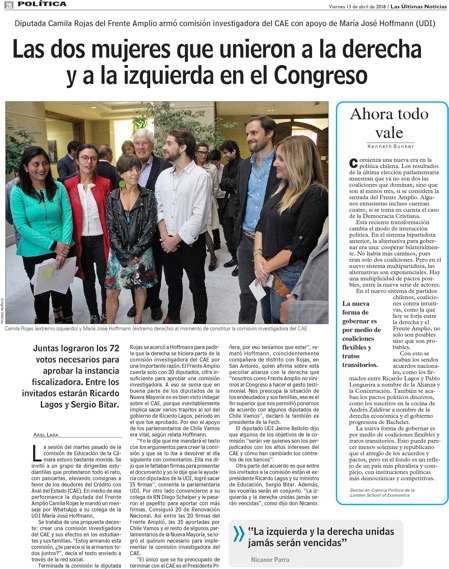 POLÍTICA
Viernes 13 de abril de 2018 / Las Últimas Noticias
Diputada Camila Rojas del Frente Amplio armó comisión investigadora del CAE con apoyo de María José Hoffmann (UDI)
Las dos mujeres que unieron a la derecha
y a la izquierda en el Congreso
Camila Rojas (extremo izquierdo) y María José Hoffmann (extremo derecho) al momento de constituir la comisión investigadora del CAE.
Juntas lograron los 72
votos necesarios para
aprobar la instancia
fiscalizadora. Entre los
invitados estarán Ricardo
Lagos y Sergio Bitar.
ARIEL LARA
La sesión del martes pasado de la
comisión de Educación de la Cámara
estuvo bastante movida. Se
invitó a un grupo de dirigentes estudiantiles
que protestaron todo el rato,
con pancartas, elevando consignas a
favor de los deudores del Crédito con
Aval del Estado (CAE). En medio de esa
performance la diputada del Frente
Amplio Camila Rojas le mandó un mensaje
por WhatsApp a su colega de la
UDI María José Hoffmann.
Se trataba de una propuesta decente:
crear una comisión investigadora
del CAE y sus efectos en los estudiantes
y sus familias. "Estoy armando esta
comisión, ¿te parece si la armamos todos
juntos?", decía el texto enviado a
través de la red social.
Terminada la comisión la diputada
Rojas se acercó a Hoffmann para pedirle
que la derecha se hiciera parte de la
comisión investigadora del CAE por
una importante razón. El Frente Amplio
cuenta sólo con 20 diputados, cifra insuficiente
para aprobar una comisión
investigadora. A eso se suma que en
buena parte de los diputados de la
Nueva Mayoría no es bien visto indagar
sobre el CAE, porque inevitablemente
implica sacar varios trapitos al sol del
gobierno de Ricardo Lagos, período en
el que fue aprobado. Por eso el apoyo
de los parlamentarios de Chile Vamos
era vital, según relata Hoffmann.
"Yo le dije que me mandara el texto
con los argumentos para crear la comisión
y que se lo iba a devolver al día
siguiente con comentarios. Ella me dijo
que le faltaban firmas para presentar
el documento y yo le dije que le ayudaría
con diputados de la UDI, logré sacar
35 firmas", comenta la parlamentaria
UDI. Por otro lado convencieron a su
colega de RN Diego Schalper y le pasaron
el papelito para aportar con más
firmas. Consiguió 20 de Renovación
Nacional. Así entre las 20 firmas del
Frente Amplio, las 35 aportadas por
Chile Vamos y el resto de algunos parlamentarios
de la Nueva Mayoría, se logró
el quórum necesario para implementar
la comisión investigadora del
CAE.
"El único que se ha preocupado de
terminar con el CAE es el Presidente Piñera,
por eso teníamos que estar", remató
Hoffmann, coincidentemente
compañera de distrito con Rojas, en
San Antonio, quien afirma sobre esta
peculiar alianza con la derecha que
"nosotros como Frente Amplio vinimos
al Congreso a hacer el gesto testimonial.
Nos importa la situación de
los endeudados y sus familias, ese es el
fin superior que nos permitió ponernos
de acuerdo con algunos diputados de
Chile Vamos", declaró la también ex
presidenta de la Fech.
El diputado UDI Jaime Bellolio dijo
que algunos de los objetivos de la comisión
"serán ver quienes son los perjudicados
con los altos intereses del
CAE y cómo han cambiado los contratos
de los bancos".
Otra parte del acuerdo es que entre
los invitados a la comisión están el ex presidente
Ricardo Lagos y su ministro
de Educación, Sergio Bitar. Además,
las vocerías serán en conjunto. "La izquierda
y la derecha unidas jamás serán
vencidas", como dijo don Nicanor.
"La izquierda y la derecha unidas
jamás serán vencidas"
Nicanor Parra
Ahora todo
vale
Kenneth Bunker
Comienza una nueva era en la
política chilena. Los resultados
de la última elección parlamentaria
muestran que ya no son dos las
coaliciones que dominan, sino que
son al menos tres, si se considera la
entrada del Frente Amplio. Algunos
entusiastas incluso cuentan
cuatro, si se toma en cuenta el caso
de la Democracia Cristiana.
Esta reciente transformación
cambia el modo de interacción
política. En el sistema bipartidista
anterior, la alternativa para gobernar
era una: cooperar bilateralmente.
No había más caminos, pues
eran solo dos coaliciones. Pero en el
nuevo sistema multipartidista, las
alternativas son exponenciales. Hay
una multiplicidad de pactos posibles,
entre la nueva serie de actores.
En el nuevo sistema de partidos
chilenos, coaliciones
contra intuitivas,
como la que
hoy se forja entre
la derecha y el
Frente Amplio, no
solo son posibles
sino que son probables.
La nueva
forma de
gobernar es
por medio de
coaliciones
flexibles y
tratos
transitorios.
Con esto se
acaban los sendos
acuerdos nacionales,
como los firmados
entre Ricardo Lagos y Pablo
Longueira a nombre de la Alianza y
la Concertación. También se acaban
los pactos políticos discretos,
como los suscritos en la cocina de
Andrés Zaldívar a nombre de la
derecha económica y el gobierno
progresista de Bachelet.
La nueva forma de gobernar es
por medio de coaliciones flexibles y
tratos transitorios. Esto puede parecer
menos solemne y republicano
que el arreglo de los acuerdos y
pactos, pero en el fondo es un reflejo
de un país más pluralista y complejo,
con instituciones políticas
más democráticas y competitivas.
Doctor en Ciencia Política de la
London School of Economics